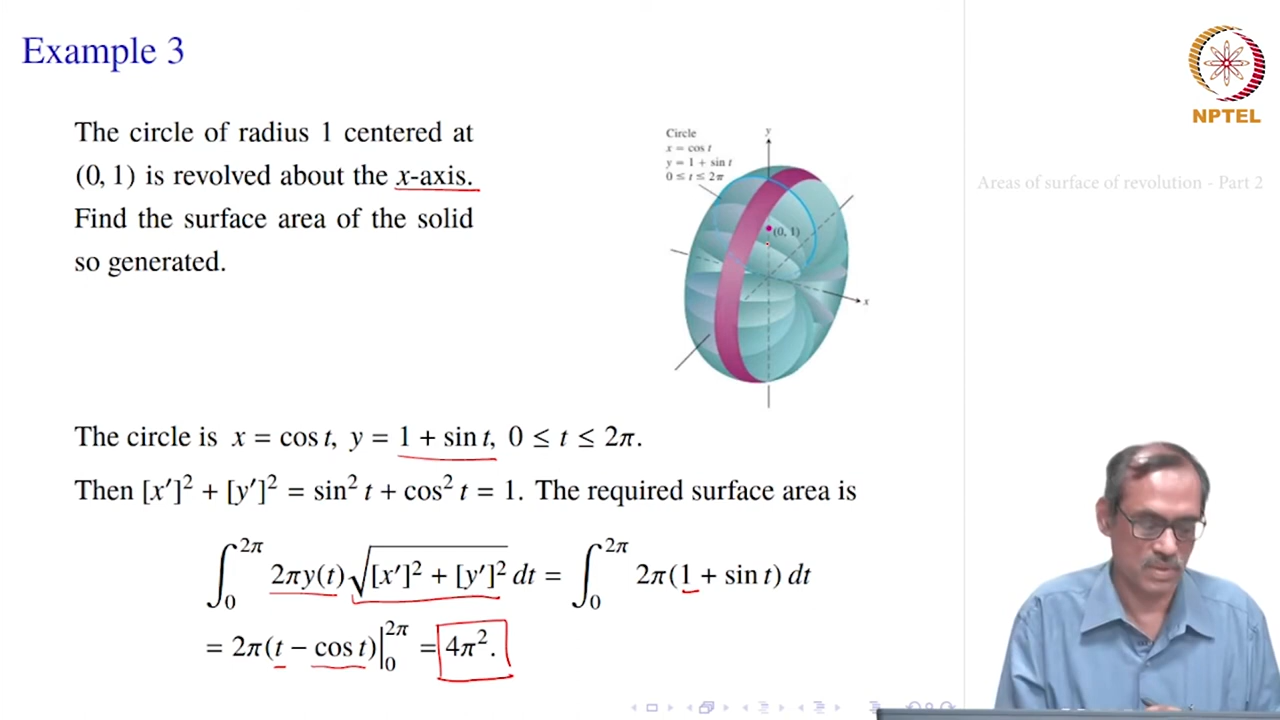 Example 3
NPTEL
The circle of radius 1 centered at
(0, 1) is revolved about the x-axis.
Find the surface area of the solid
so generated.
Circle
x = cos t
y = 1 + sin t
0 ≤ t ≤ 2π
y
(0, 1)
x
Areas of surface of revolution - Part 2
The circle is x = cos t, y = 1 + sin t, 0 ≤ t ≤ 2π.
Then [x′]² + [y′]² = sin² t + cos² t = 1. The required surface area is
∫₀^{2π} 2πy(t) √([x′]² + [y′]²) dt = ∫₀^{2π} 2π(1 + sin t) dt
= 2π(t − cos t)|₀^{2π} = 4π².